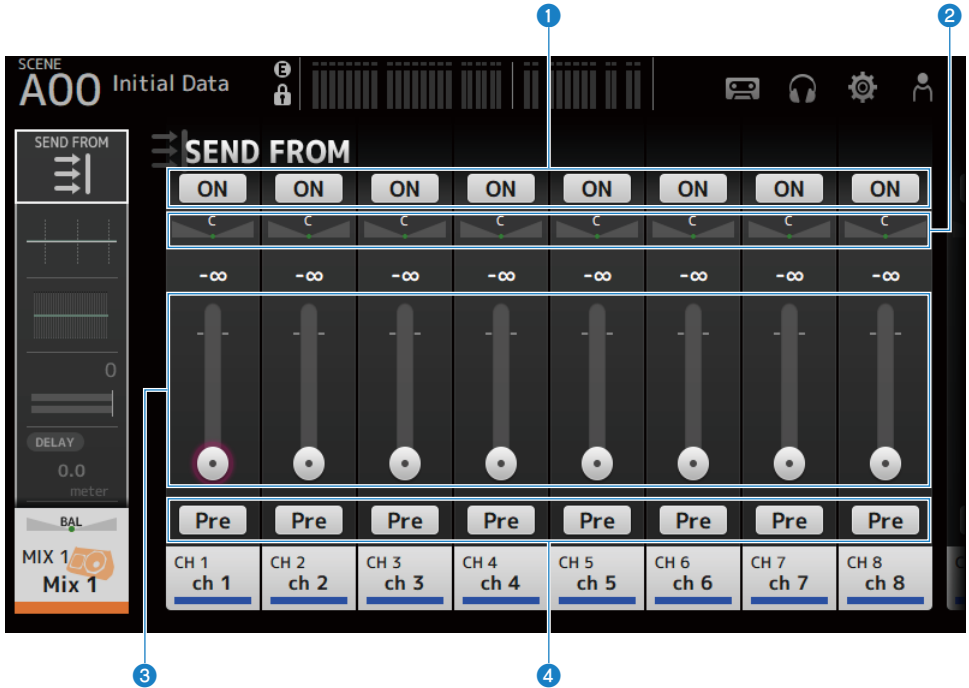 1 2
SCENE
A00 Initial Data E
SEND FROM
SEND FROM
ON ON ON ON ON ON ON ON
C C C C C C C C
-∞ -∞ -∞ -∞ -∞ -∞ -∞ -∞
0
DELAY
0.0
meter
BAL
Pre Pre Pre Pre Pre Pre Pre Pre
MIX 1
Mix 1
CH 1 CH 2 CH 3 CH 4 CH 5 CH 6 CH 7 CH 8
ch 1 ch 2 ch 3 ch 4 ch 5 ch 6 ch 7 ch 8
3 4